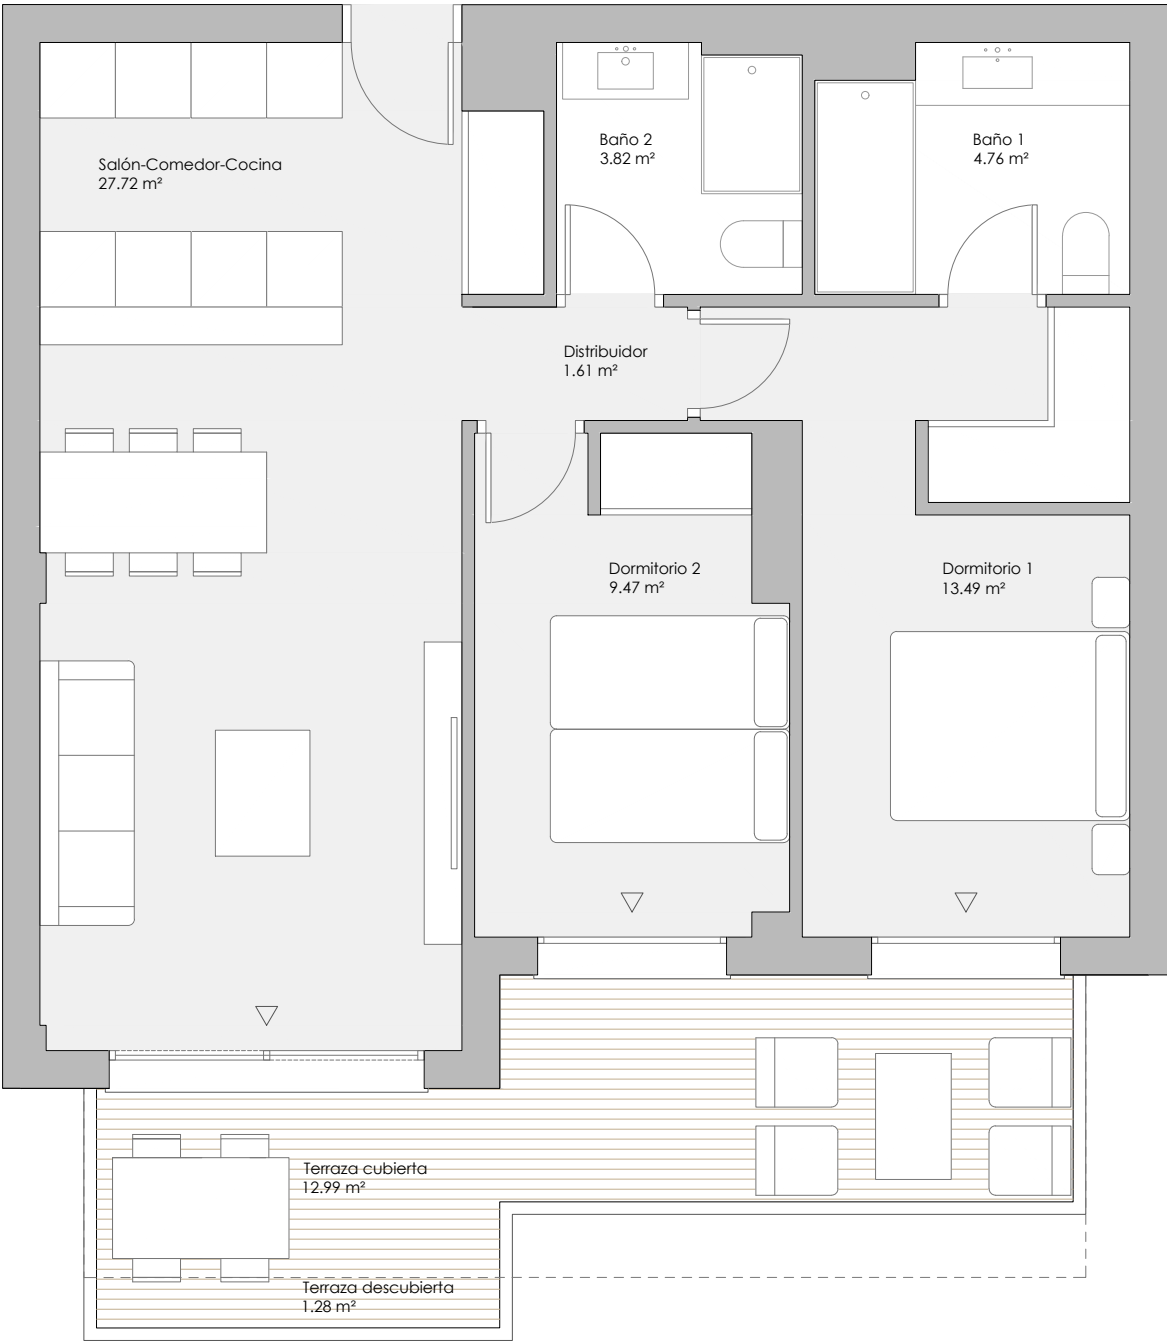 Baño 2
3.82 m²
Baño 1
4.76 m²
Salón-Comedor-Cocina
27.72 m²
Distribuidor
1.61 m²
Dormitorio 2
9.47 m²
Dormitorio 1
13.49 m²
Terraza cubierta
12.99 m²
Terraza descubierta
1.28 m²